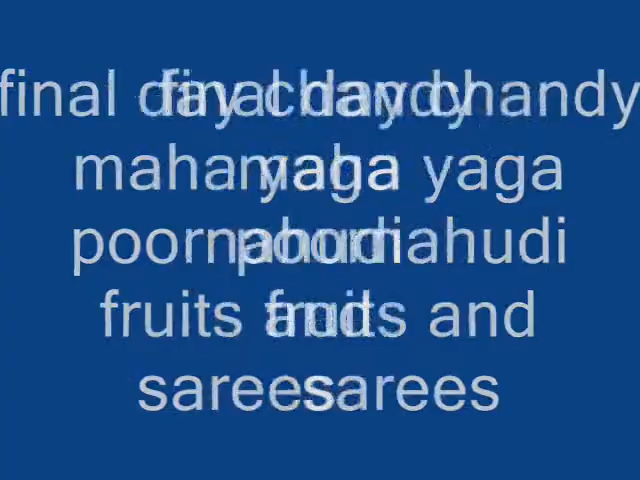 final day chandy
maha yaga
poornahudi
fruits and
sarees